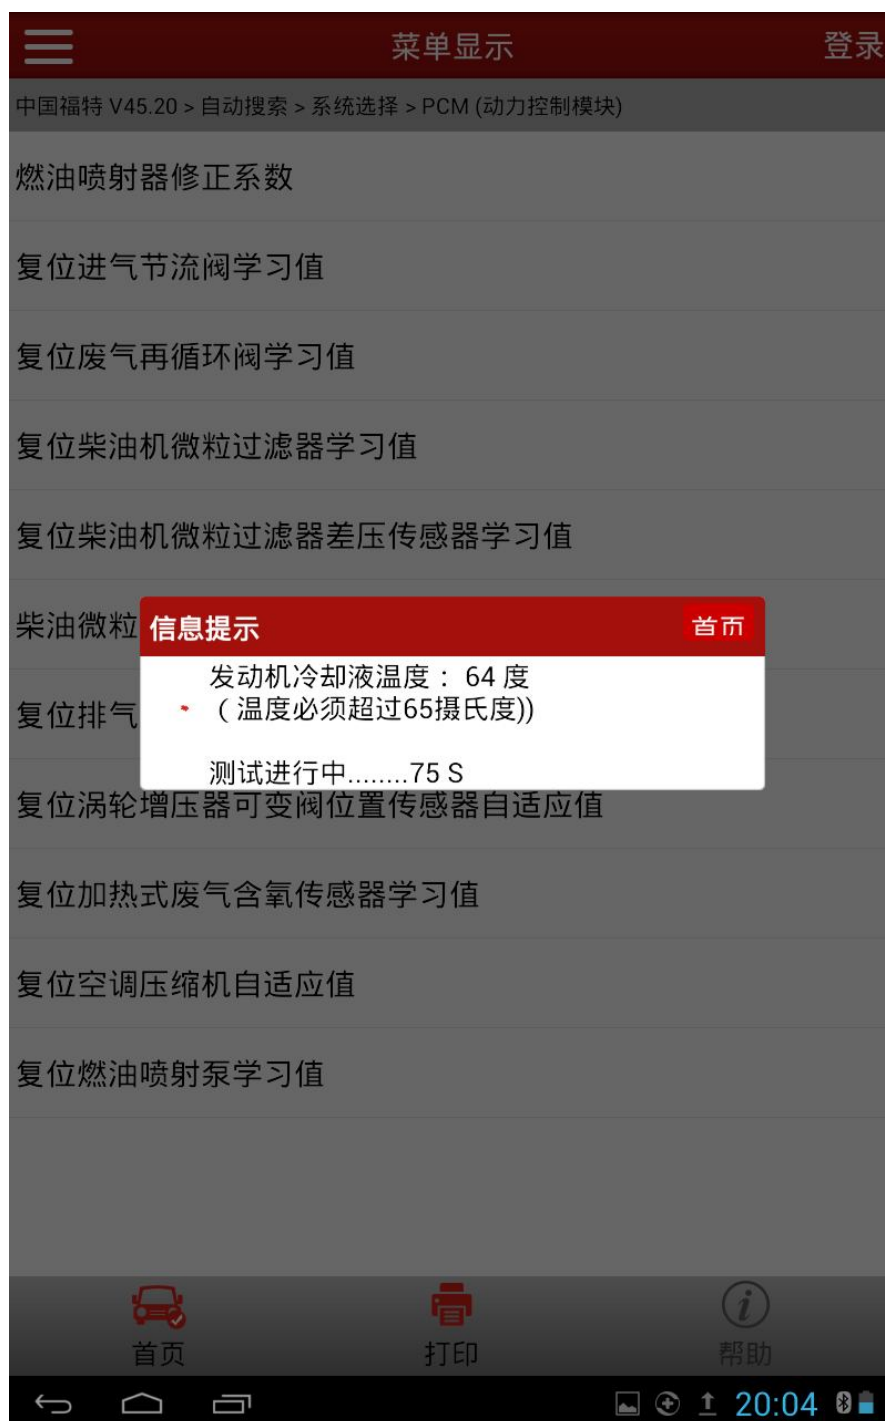 菜单显示
登录
中国福特 V45.20 > 自动搜索 > 系统选择 > PCM (动力控制模块)
燃油喷射器修正系数
复位进气节流阀学习值
复位废气再循环阀学习值
复位柴油机微粒过滤器学习值
复位柴油机微粒过滤器差压传感器学习值
柴油微粒
信息提示
首页
发动机冷却液温度： 64 度
复位排气
（ 温度必须超过65摄氏度))
测试进行中........75 S
复位涡轮增压器可变阀位置传感器自适应值
复位加热式废气含氧传感器学习值
复位空调压缩机自适应值
复位燃油喷射泵学习值
首页
打印
帮助
20:04